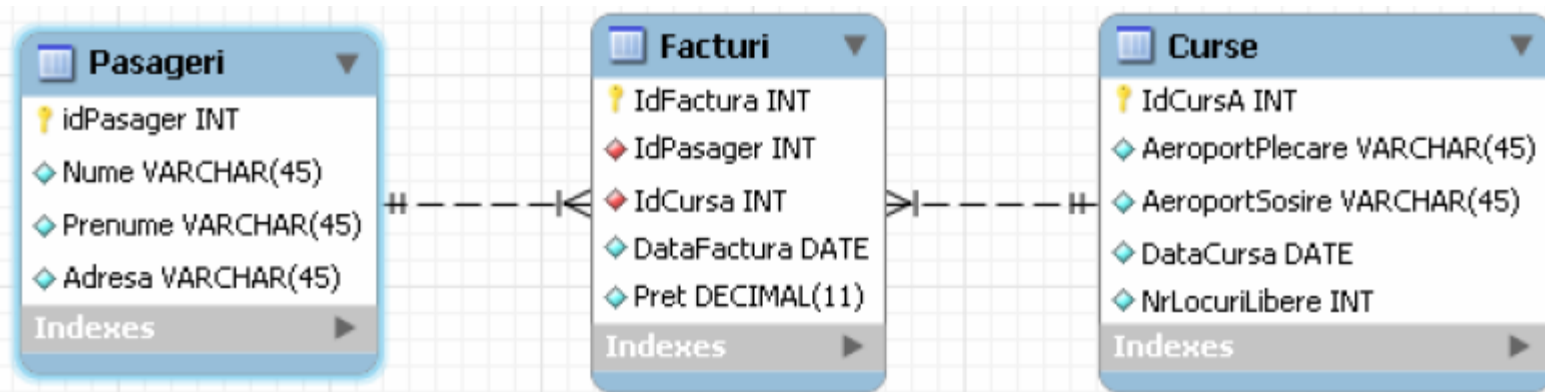 Pasageri
idPasager INT
Nume VARCHAR(45)
Prenume VARCHAR(45)
Adresa VARCHAR(45)
Indexes
Facturi
IdFactura INT
IdPasager INT
IdCursa INT
DataFactura DATE
Pret DECIMAL(11)
Indexes
Curse
IdCursA INT
AeroportPlecare VARCHAR(45)
AeroportSosire VARCHAR(45)
DataCursa DATE
NrLocuriLibere INT
Indexes